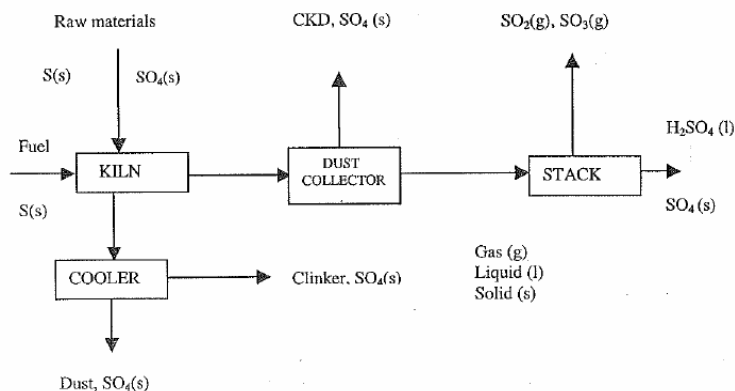 Raw materials
CKD, SO₄ (s)
SO₂(g), SO₃(g)
S(s)
SO₄(s)
H₂SO₄ (l)
Fuel
KILN
DUST
COLLECTOR
STACK
S(s)
SO₄ (s)
COOLER
Clinker, SO₄(s)
Gas (g)
Liquid (l)
Solid (s)
Dust, SO₄(s)